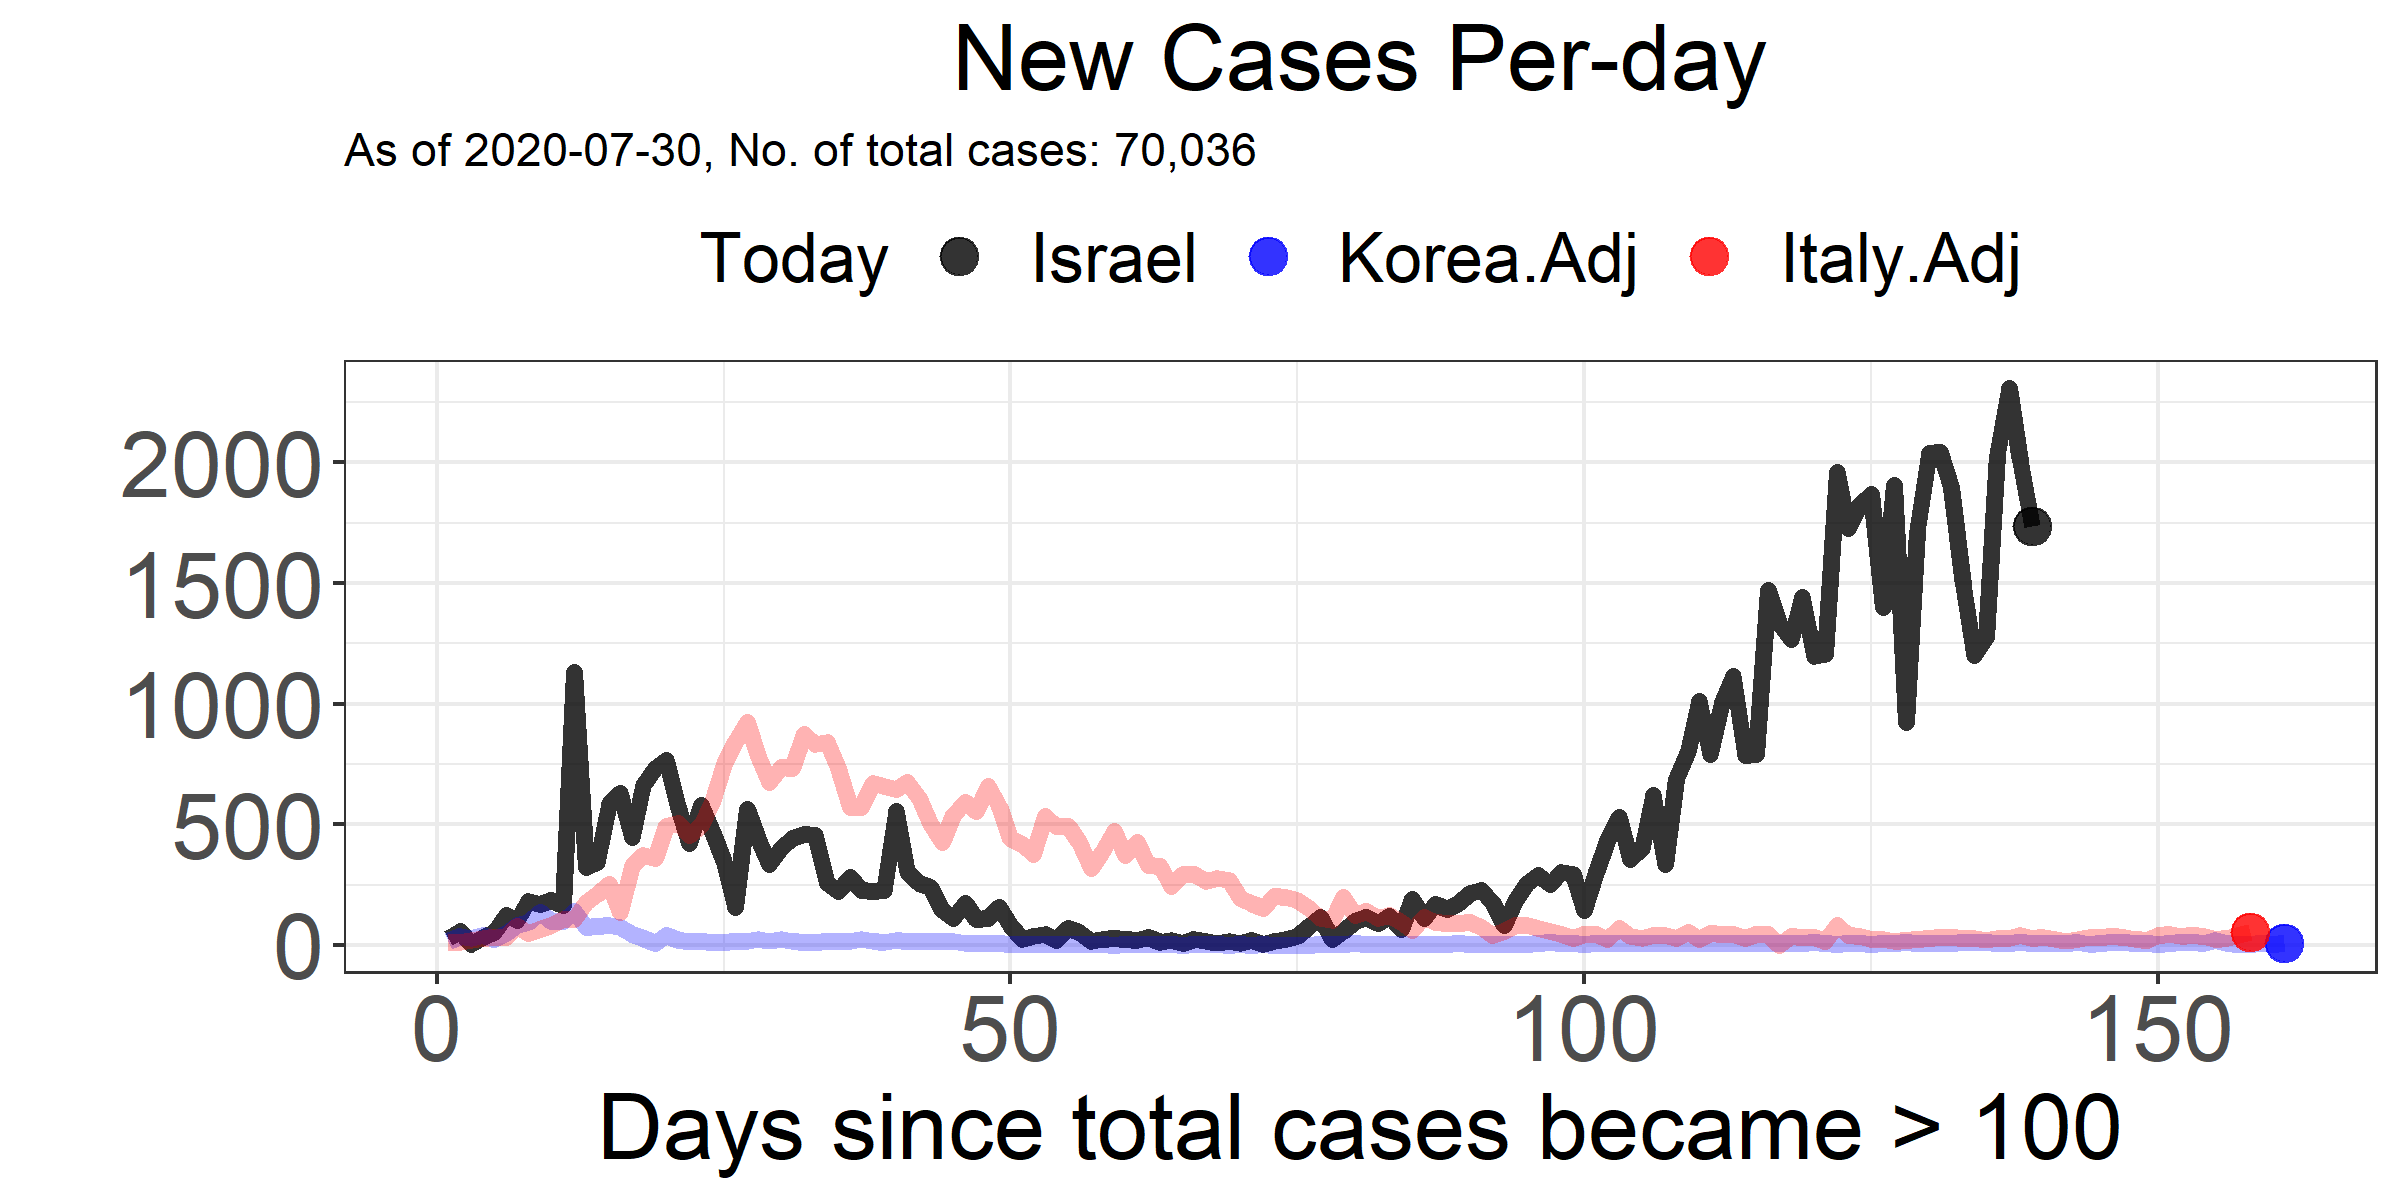 New Cases Per-day
As of 2020-07-30, No. of total cases: 70,036
Today Israel Korea.Adj Italy.Adj
2000
1500
1000
500
0
0 50 100 150
Days since total cases became > 100